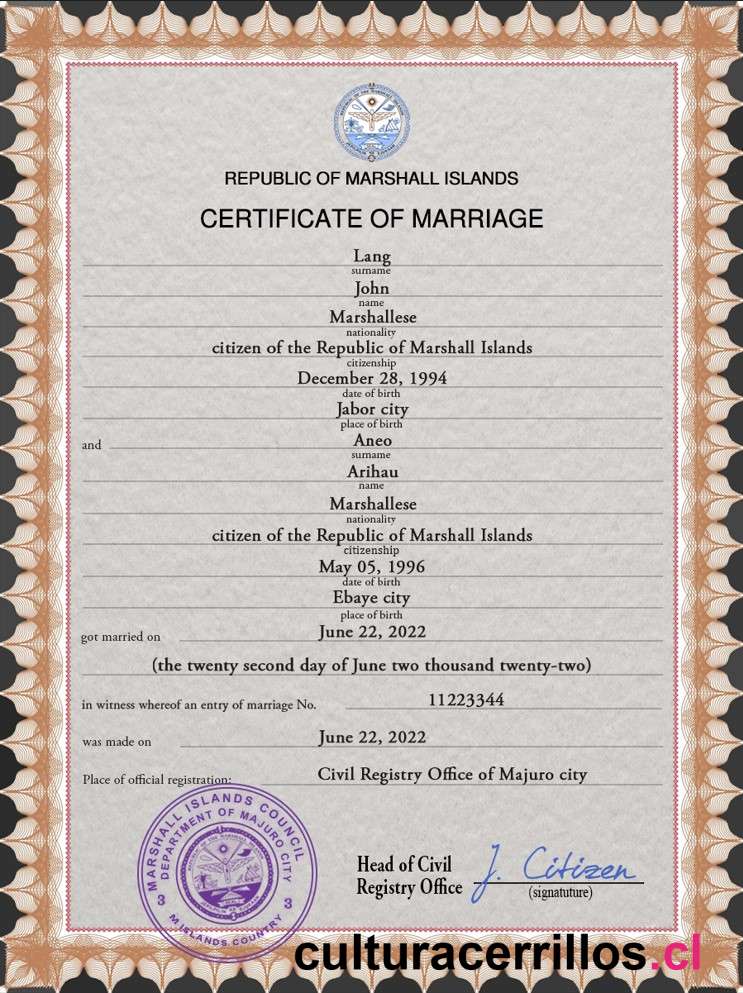 REPUBLIC OF MARSHALL ISLANDS
CERTIFICATE OF MARRIAGE
Lang
surname
John
name
Marshallese
nationality
citizen of the Republic of Marshall Islands
citizenship
December 28, 1994
date of birth
Jabor city
place of birth
and Aneo
surname
Arihau
name
Marshallese
nationality
citizen of the Republic of Marshall Islands
citizenship
May 05, 1996
date of birth
Ebaye city
place of birth
got married on June 22, 2022
(the twenty second day of June two thousand twenty-two)
in witness whereof an entry of marriage No. 11223344
was made on June 22, 2022
Place of official registration: Civil Registry Office of Majuro city
MARSHALL ISLANDS COUNCIL
DEPARTMENT OF MAJURO CITY
3 3
M ISLANDS COUNTRY
Head of Civil
Registry Office
J. Citizen
(signatuture)
culturacerrillos.cl